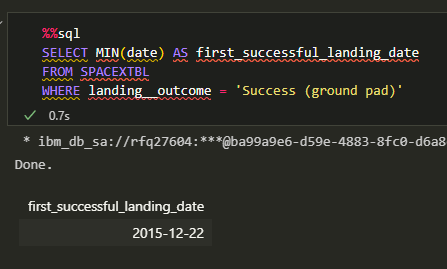 %%sql
SELECT MIN(date) AS first_successful_landing_date
FROM SPACEXTBL
WHERE landing__outcome = 'Success (ground pad)'
0.7s
* ibm_db_sa://rfq27604:***@ba99a9e6-d59e-4883-8fc0-d6a8
Done.
first_successful_landing_date
2015-12-22